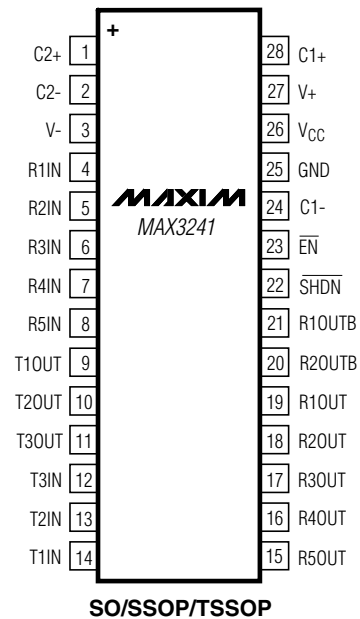 +
C2+ 1 28 C1+
C2- 2 27 V+
V- 3 26 VCC
R1IN 4 25 GND
R2IN 5 24 C1-
MAXIM
MAX3241
R3IN 6 23 E̅N̅
R4IN 7 22 S̅H̅D̅N̅
R5IN 8 21 R1OUTB
T1OUT 9 20 R2OUTB
T2OUT 10 19 R1OUT
T3OUT 11 18 R2OUT
T3IN 12 17 R3OUT
T2IN 13 16 R4OUT
T1IN 14 15 R5OUT
SO/SSOP/TSSOP